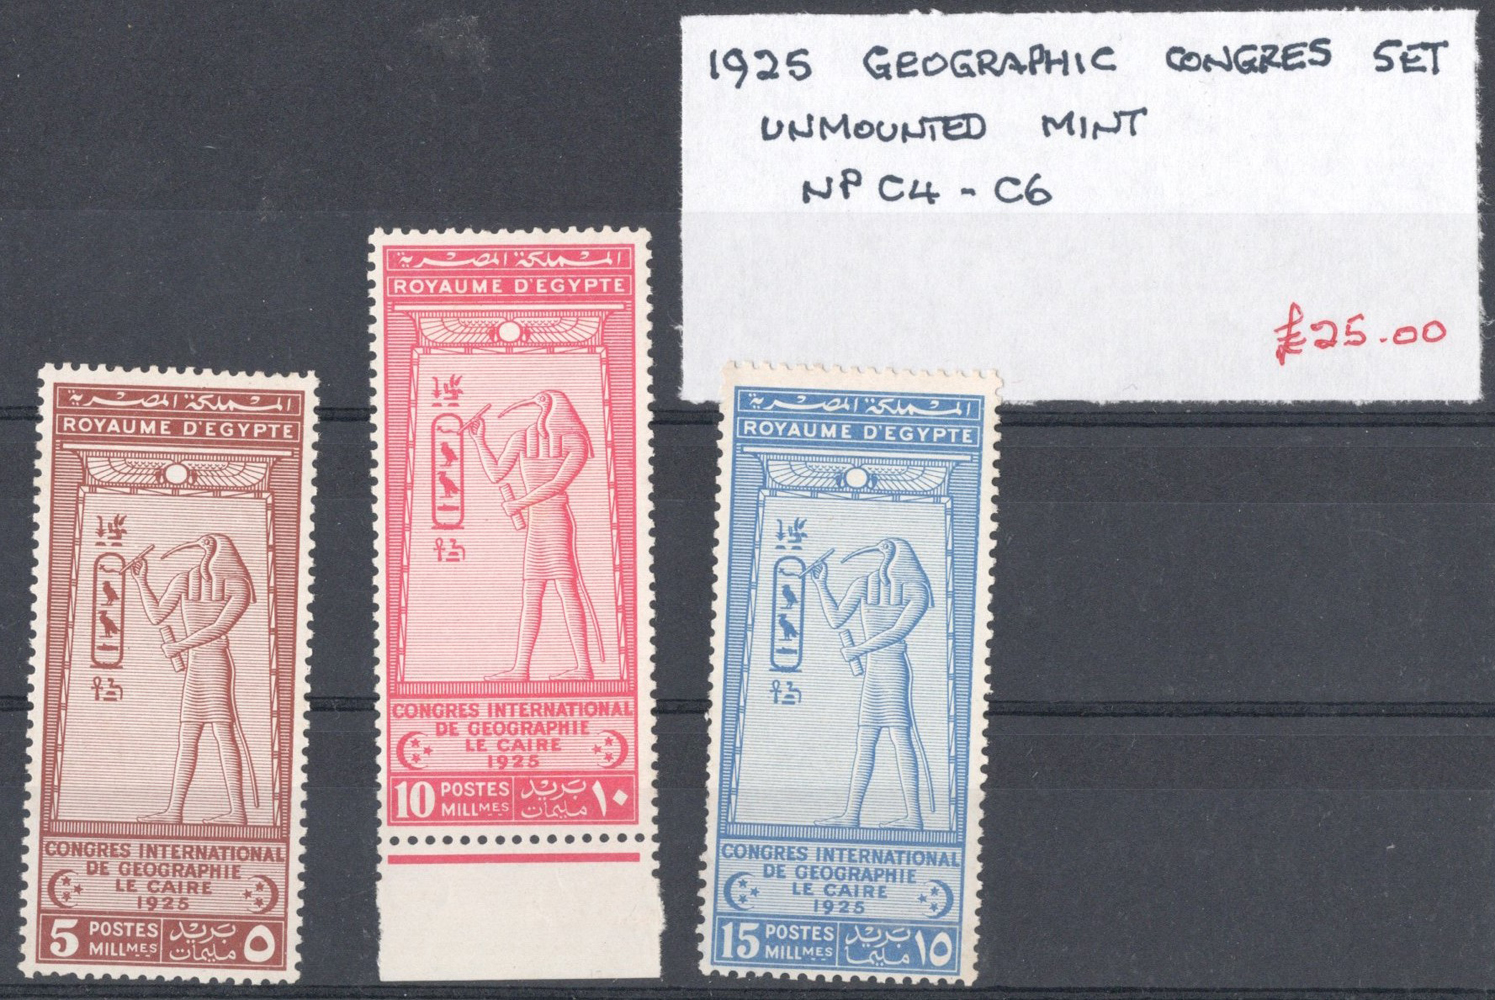 1925 GEOGRAPHIC CONGRES SET
UNMOUNTED MINT
NP C4 - C6
£25.00
المملكة المصرية
ROYAUME D'EGYPTE
CONGRES INTERNATIONAL
DE GEOGRAPHIE
LE CAIRE
1925
5 POSTES بريد ٥
MILLMES مليمات
المملكة المصرية
ROYAUME D'EGYPTE
CONGRES INTERNATIONAL
DE GEOGRAPHIE
LE CAIRE
1925
10 POSTES بريد ١٠
MILLMES مليمات
المملكة المصرية
ROYAUME D'EGYPTE
CONGRES INTERNATIONAL
DE GEOGRAPHIE
LE CAIRE
1925
15 POSTES بريد ١٥
MILLMES مليما